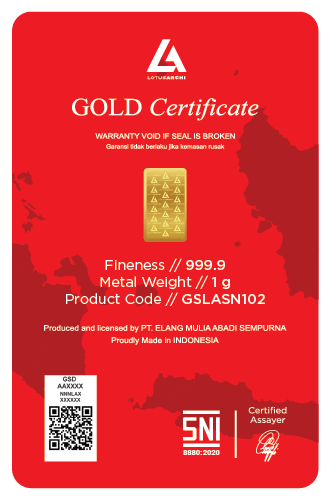 LOTUSARCHI
GOLD Certificate
WARRANTY VOID IF SEAL IS BROKEN
Garansi tidak berlaku jika kemasan rusak
Fineness // 999.9
Metal Weight // 1 g
Product Code // GSLASN102
Produced and licensed by PT. ELANG MULIA ABADI SEMPURNA
Proudly Made in INDONESIA
GSD
AAXXXX
NNNLAX
XXXXXX
SNI
8880:2020
Certified
Assayer